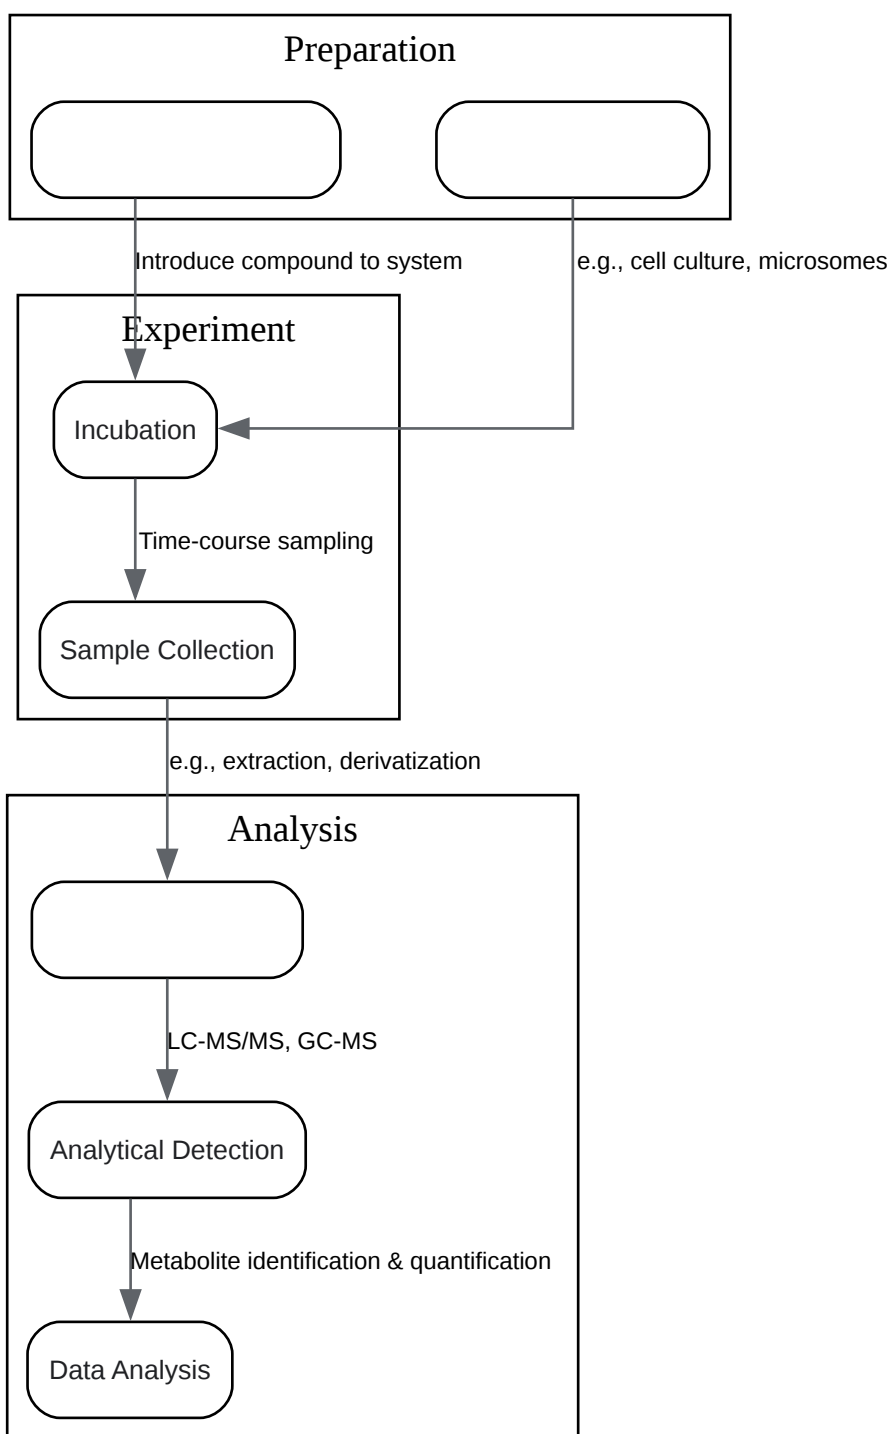 Preparation
Introduce compound to system
e.g., cell culture, microsomes
Experiment
Incubation
Time-course sampling
Sample Collection
e.g., extraction, derivatization
Analysis
LC-MS/MS, GC-MS
Analytical Detection
Metabolite identification & quantification
Data Analysis